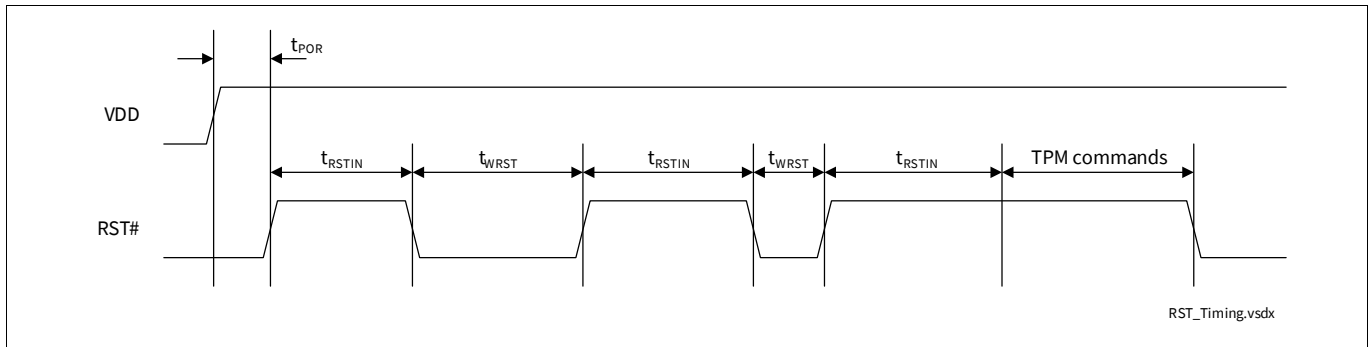 tPOR
VDD
tRSTIN tWRST tRSTIN tWRST tRSTIN TPM commands
RST#
RST_Timing.vsdx